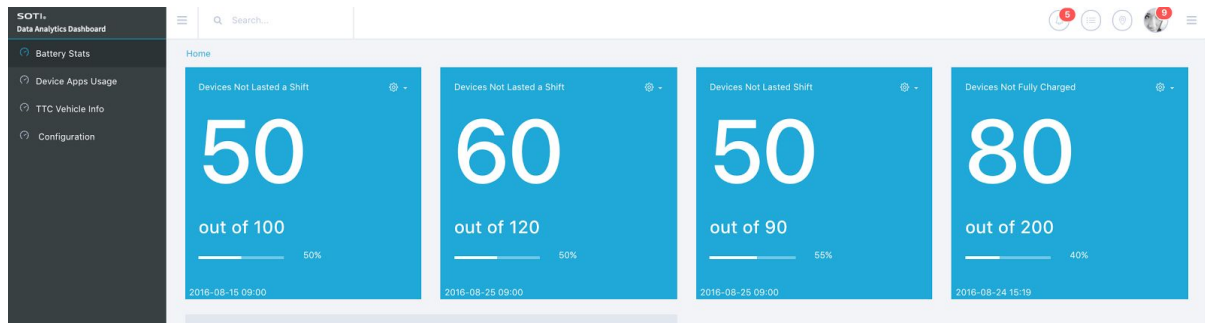 SOTI.
Data Analytics Dashboard
Search...
5
9
Battery Stats
Device Apps Usage
TTC Vehicle Info
Configuration
Home
Devices Not Lasted a Shift
50
out of 100
50%
2016-08-15 09:00
Devices Not Lasted a Shift
60
out of 120
50%
2016-08-25 09:00
Devices Not Lasted Shift
50
out of 90
55%
2016-08-25 09:00
Devices Not Fully Charged
80
out of 200
40%
2016-08-24 15:19